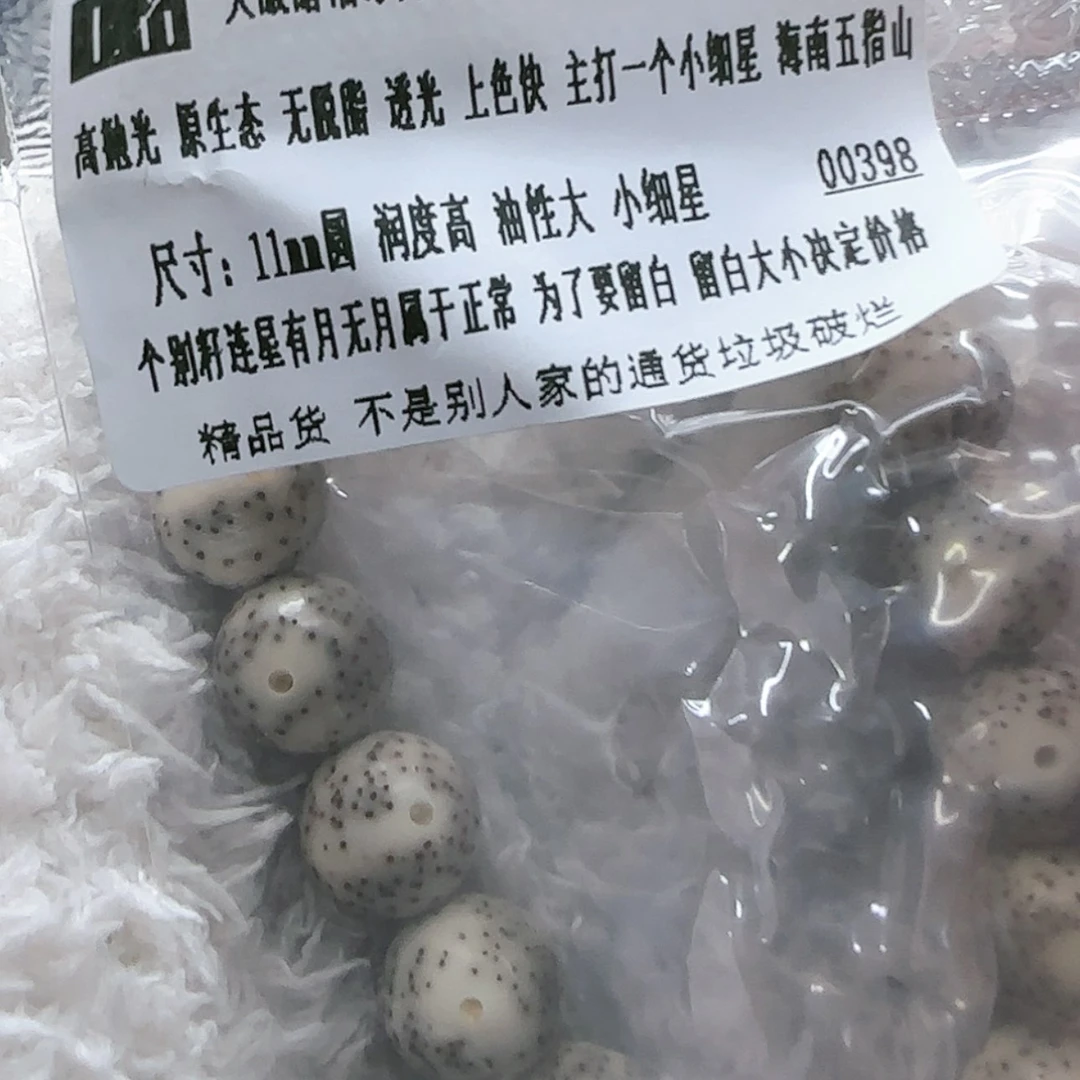 高抛光 原生态 无脱脂 透光 上色快 主打一个小细星 海南五指山
00398
尺寸：11mm圆 润度高 油性大 小细星
个别籽连星有月无月属于正常 为了要留白 留白大小决定价格
精品货 不是别人家的通货垃圾破烂